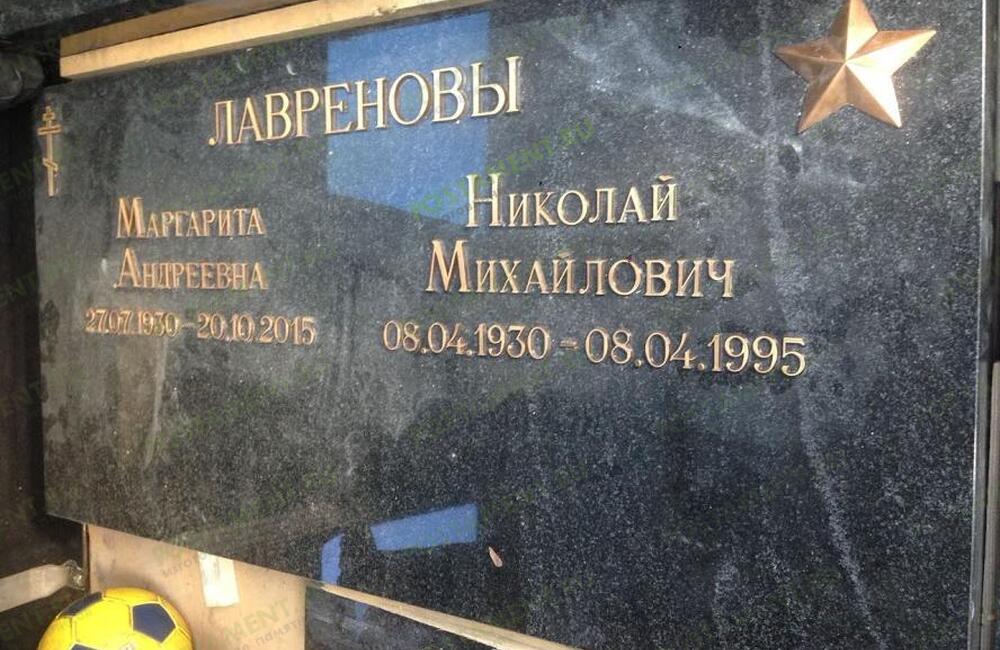 ЛАВРЕНОВЫ
Маргарита
Андреевна
27.07.1930-20.10.2015
Николай
Михайлович
08.04.1930-08.04.1995